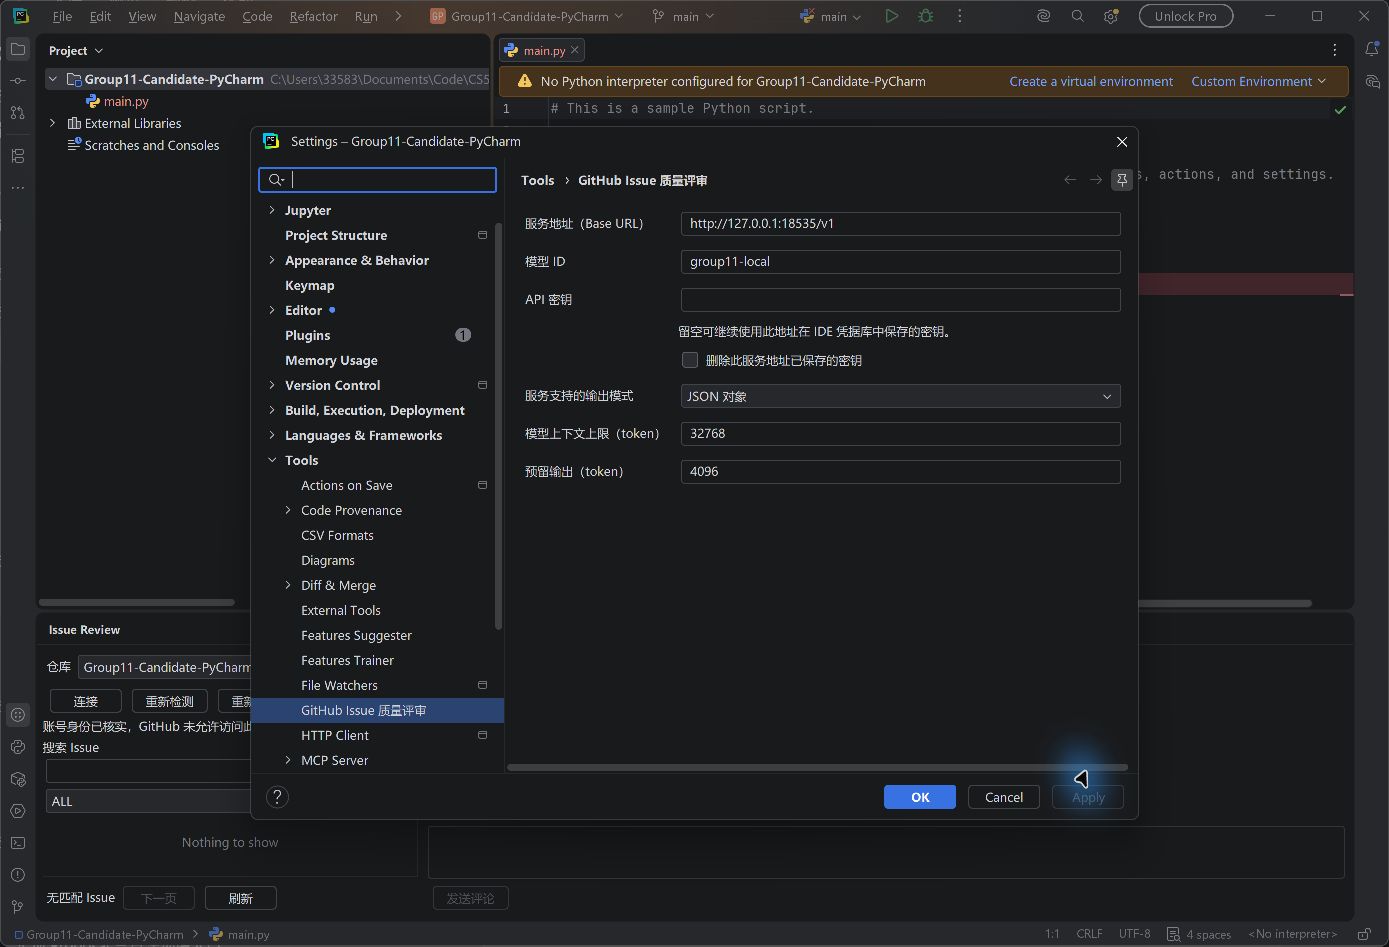 File Edit View Navigate Code Refactor Run GP Group11-Candidate-PyCharm main main Unlock Pro
Project
main.py
Group11-Candidate-PyCharm C:\Users\33583\Documents\Code\CS5
No Python interpreter configured for Group11-Candidate-PyCharm Create a virtual environment Custom Environment
main.py
1 # This is a sample Python script.
External Libraries
Scratches and Consoles
s, actions, and settings.
Settings – Group11-Candidate-PyCharm
Tools › GitHub Issue 质量评审
Jupyter
Project Structure
Appearance & Behavior
Keymap
Editor
Plugins 1
Memory Usage
Version Control
Build, Execution, Deployment
Languages & Frameworks
Tools
Actions on Save
Code Provenance
CSV Formats
Diagrams
Diff & Merge
External Tools
Features Suggester
Features Trainer
File Watchers
GitHub Issue 质量评审
HTTP Client
MCP Server
服务地址（Base URL） http://127.0.0.1:18535/v1
模型 ID group11-local
API 密钥
留空可继续使用此地址在 IDE 凭据库中保存的密钥。
删除此服务地址已保存的密钥
服务支持的输出模式 JSON 对象
模型上下文上限（token） 32768
预留输出（token） 4096
? OK Cancel Apply
Issue Review
仓库 Group11-Candidate-PyCharm
连接 重新检测 重新
账号身份已核实，GitHub 未允许访问此
搜索 Issue
ALL
Nothing to show
无匹配 Issue 下一页 刷新 发送评论
Group11-Candidate-PyCharm › main.py 1:1 CRLF UTF-8 4 spaces <No interpreter>